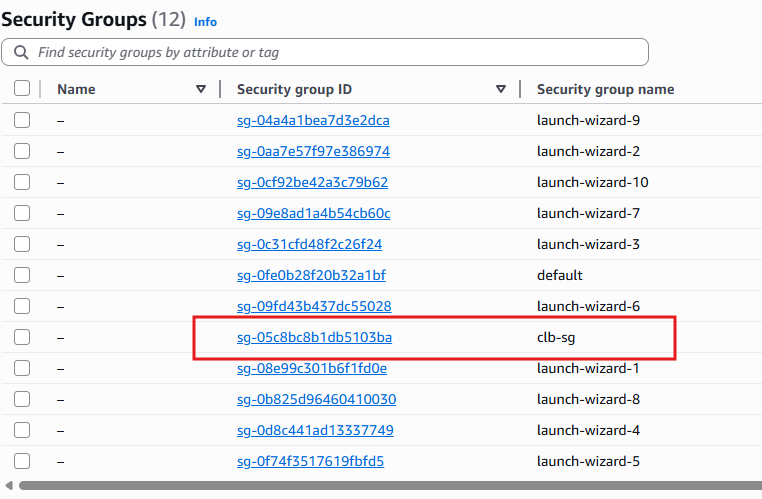 Security Groups (12) Info
Find security groups by attribute or tag
Name Security group ID Security group name
– sg-04a4a1bea7d3e2dca launch-wizard-9
– sg-0aa7e57f97e386974 launch-wizard-2
– sg-0cf92be42a3c79b62 launch-wizard-10
– sg-09e8ad1a4b54cb60c launch-wizard-7
– sg-0c31cfd48f2c26f24 launch-wizard-3
– sg-0fe0b28f20b32a1bf default
– sg-09fd43b437dc55028 launch-wizard-6
– sg-05c8bc8b1db5103ba clb-sg
– sg-08e99c301b6f1fd0e launch-wizard-1
– sg-0b825d96460410030 launch-wizard-8
– sg-0d8c441ad13337749 launch-wizard-4
– sg-0f74f3517619fbfd5 launch-wizard-5